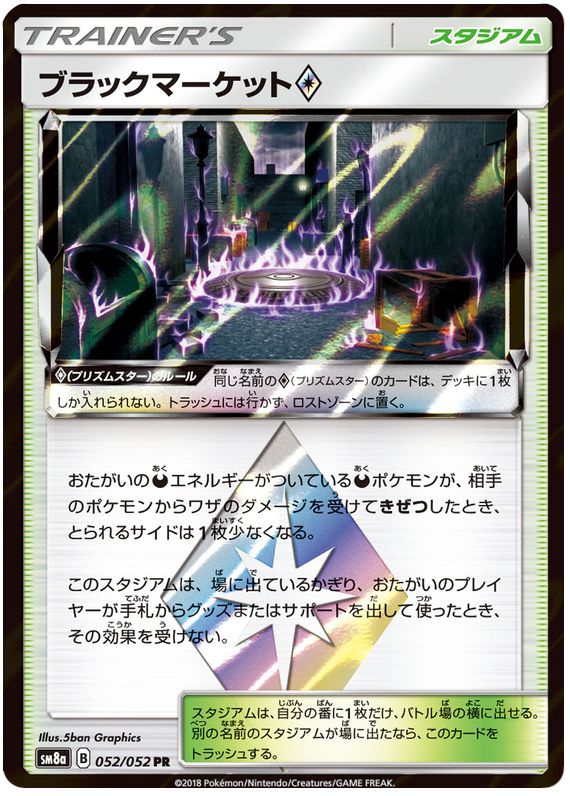 TRAINER'S
スタジアム
ブラックマーケット
(プリズムスター)のルール 同じ名前の(プリズムスター)のカードは、デッキに1枚
しか入れられない。トラッシュには行かず、ロストゾーンに置く。
おたがいのエネルギーがついているポケモンが、相手
のポケモンからワザのダメージを受けてきぜつしたとき、
とられるサイドは1枚少なくなる。
このスタジアムは、場に出ているかぎり、おたがいのプレイ
ヤーが手札からグッズまたはサポートを出して使ったとき、
その効果を受けない。
スタジアムは、自分の番に1枚だけ、バトル場の横に出せる。
別の名前のスタジアムが場に出たなら、このカードを
トラッシュする。
Illus.5ban Graphics
SM8a B 052/052 PR
©2018 Pokémon/Nintendo/Creatures/GAME FREAK.